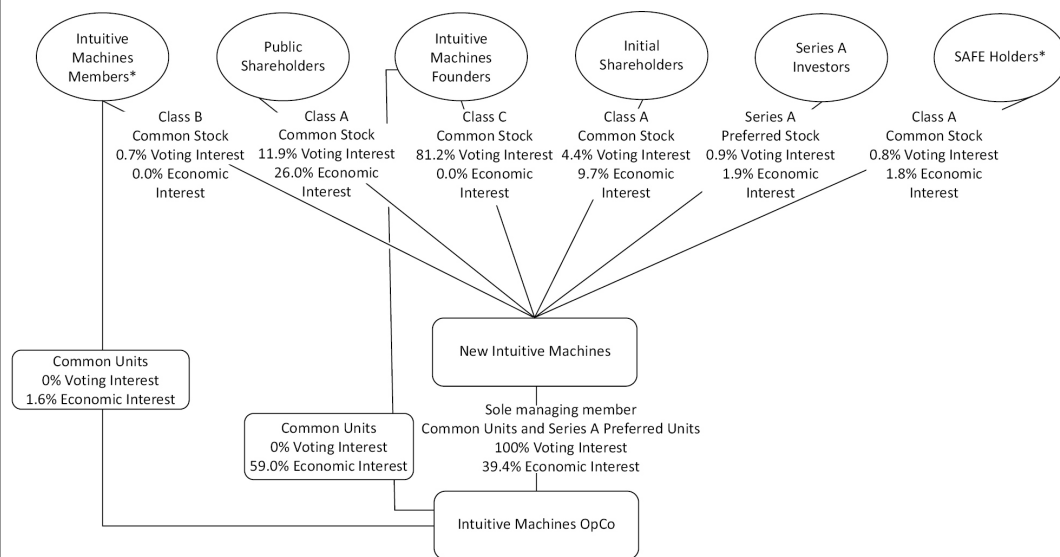 Intuitive
Machines
Members*
Public
Shareholders
Intuitive
Machines
Founders
Initial
Shareholders
Series A
Investors
SAFE Holders*
Class B
Common Stock
0.7% Voting Interest
0.0% Economic
Interest
Class A
Common Stock
11.9% Voting Interest
26.0% Economic
Interest
Class C
Common Stock
81.2% Voting Interest
0.0% Economic
Interest
Class A
Common Stock
4.4% Voting Interest
9.7% Economic
Interest
Series A
Preferred Stock
0.9% Voting Interest
1.9% Economic
Interest
Class A
Common Stock
0.8% Voting Interest
1.8% Economic
Interest
New Intuitive Machines
Common Units
0% Voting Interest
1.6% Economic Interest
Common Units
0% Voting Interest
59.0% Economic Interest
Sole managing member
Common Units and Series A Preferred Units
100% Voting Interest
39.4% Economic Interest
Intuitive Machines OpCo